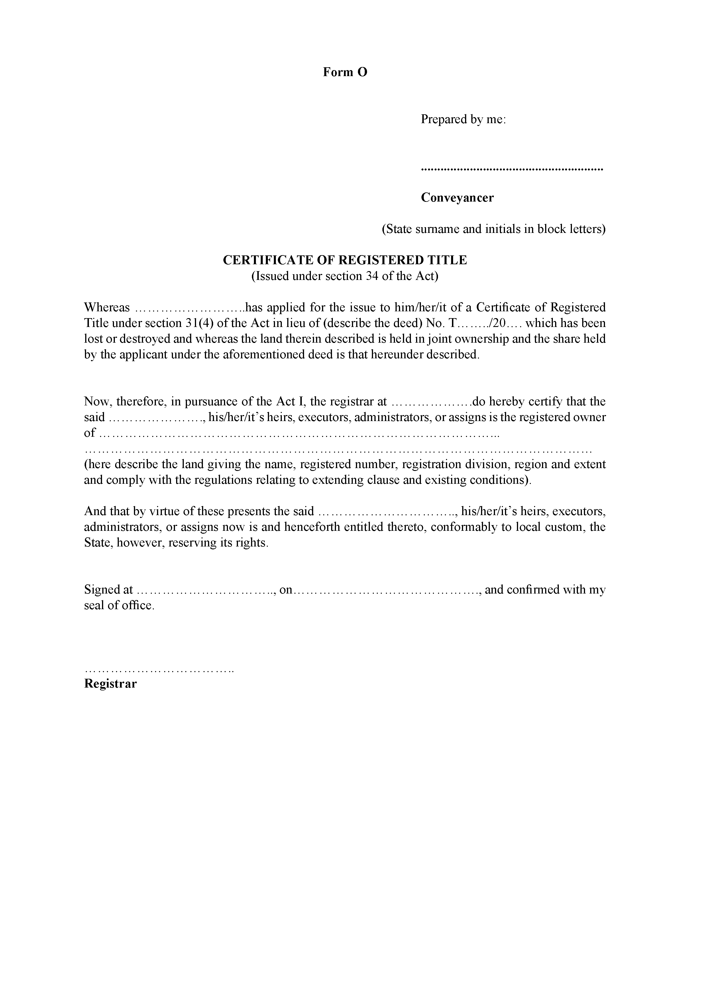 Form O
Prepared by me:
........................................................
Conveyancer
(State surname and initials in block letters)
CERTIFICATE OF REGISTERED TITLE
(Issued under section 34 of the Act)
Whereas ……………………..has applied for the issue to him/her/it of a Certificate of Registered
Title under section 31(4) of the Act in lieu of (describe the deed) No. T……../20…. which has been
lost or destroyed and whereas the land therein described is held in joint ownership and the share held
by the applicant under the aforementioned deed is that hereunder described.
Now, therefore, in pursuance of the Act I, the registrar at ……………….do hereby certify that the
said …………………., his/her/it’s heirs, executors, administrators, or assigns is the registered owner
of ………………………………………………………………………………...
………………………………………………………………………………………………………
(here describe the land giving the name, registered number, registration division, region and extent
and comply with the regulations relating to extending clause and existing conditions).
And that by virtue of these presents the said ………………………….., his/her/it’s heirs, executors,
administrators, or assigns now is and henceforth entitled thereto, conformably to local custom, the
State, however, reserving its rights.
Signed at ………………………….., on……………………………………., and confirmed with my
seal of office.
……………………………..
Registrar